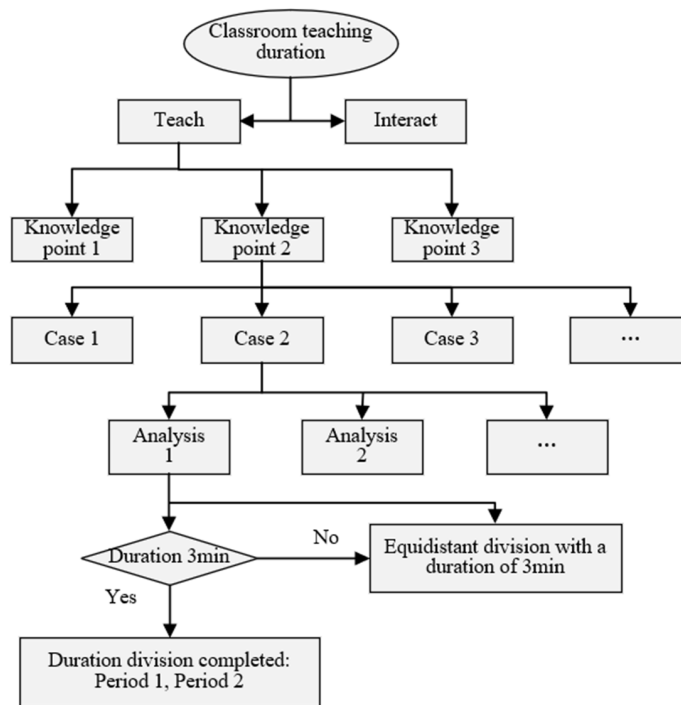 Classroom teaching
duration
Teach
Interact
Knowledge
point 1
Knowledge
point 2
Knowledge
point 3
Case 1
Case 2
Case 3
...
Analysis
1
Analysis
2
...
Duration 3min
No
Equidistant division with a
duration of 3min
Yes
Duration division completed:
Period 1, Period 2